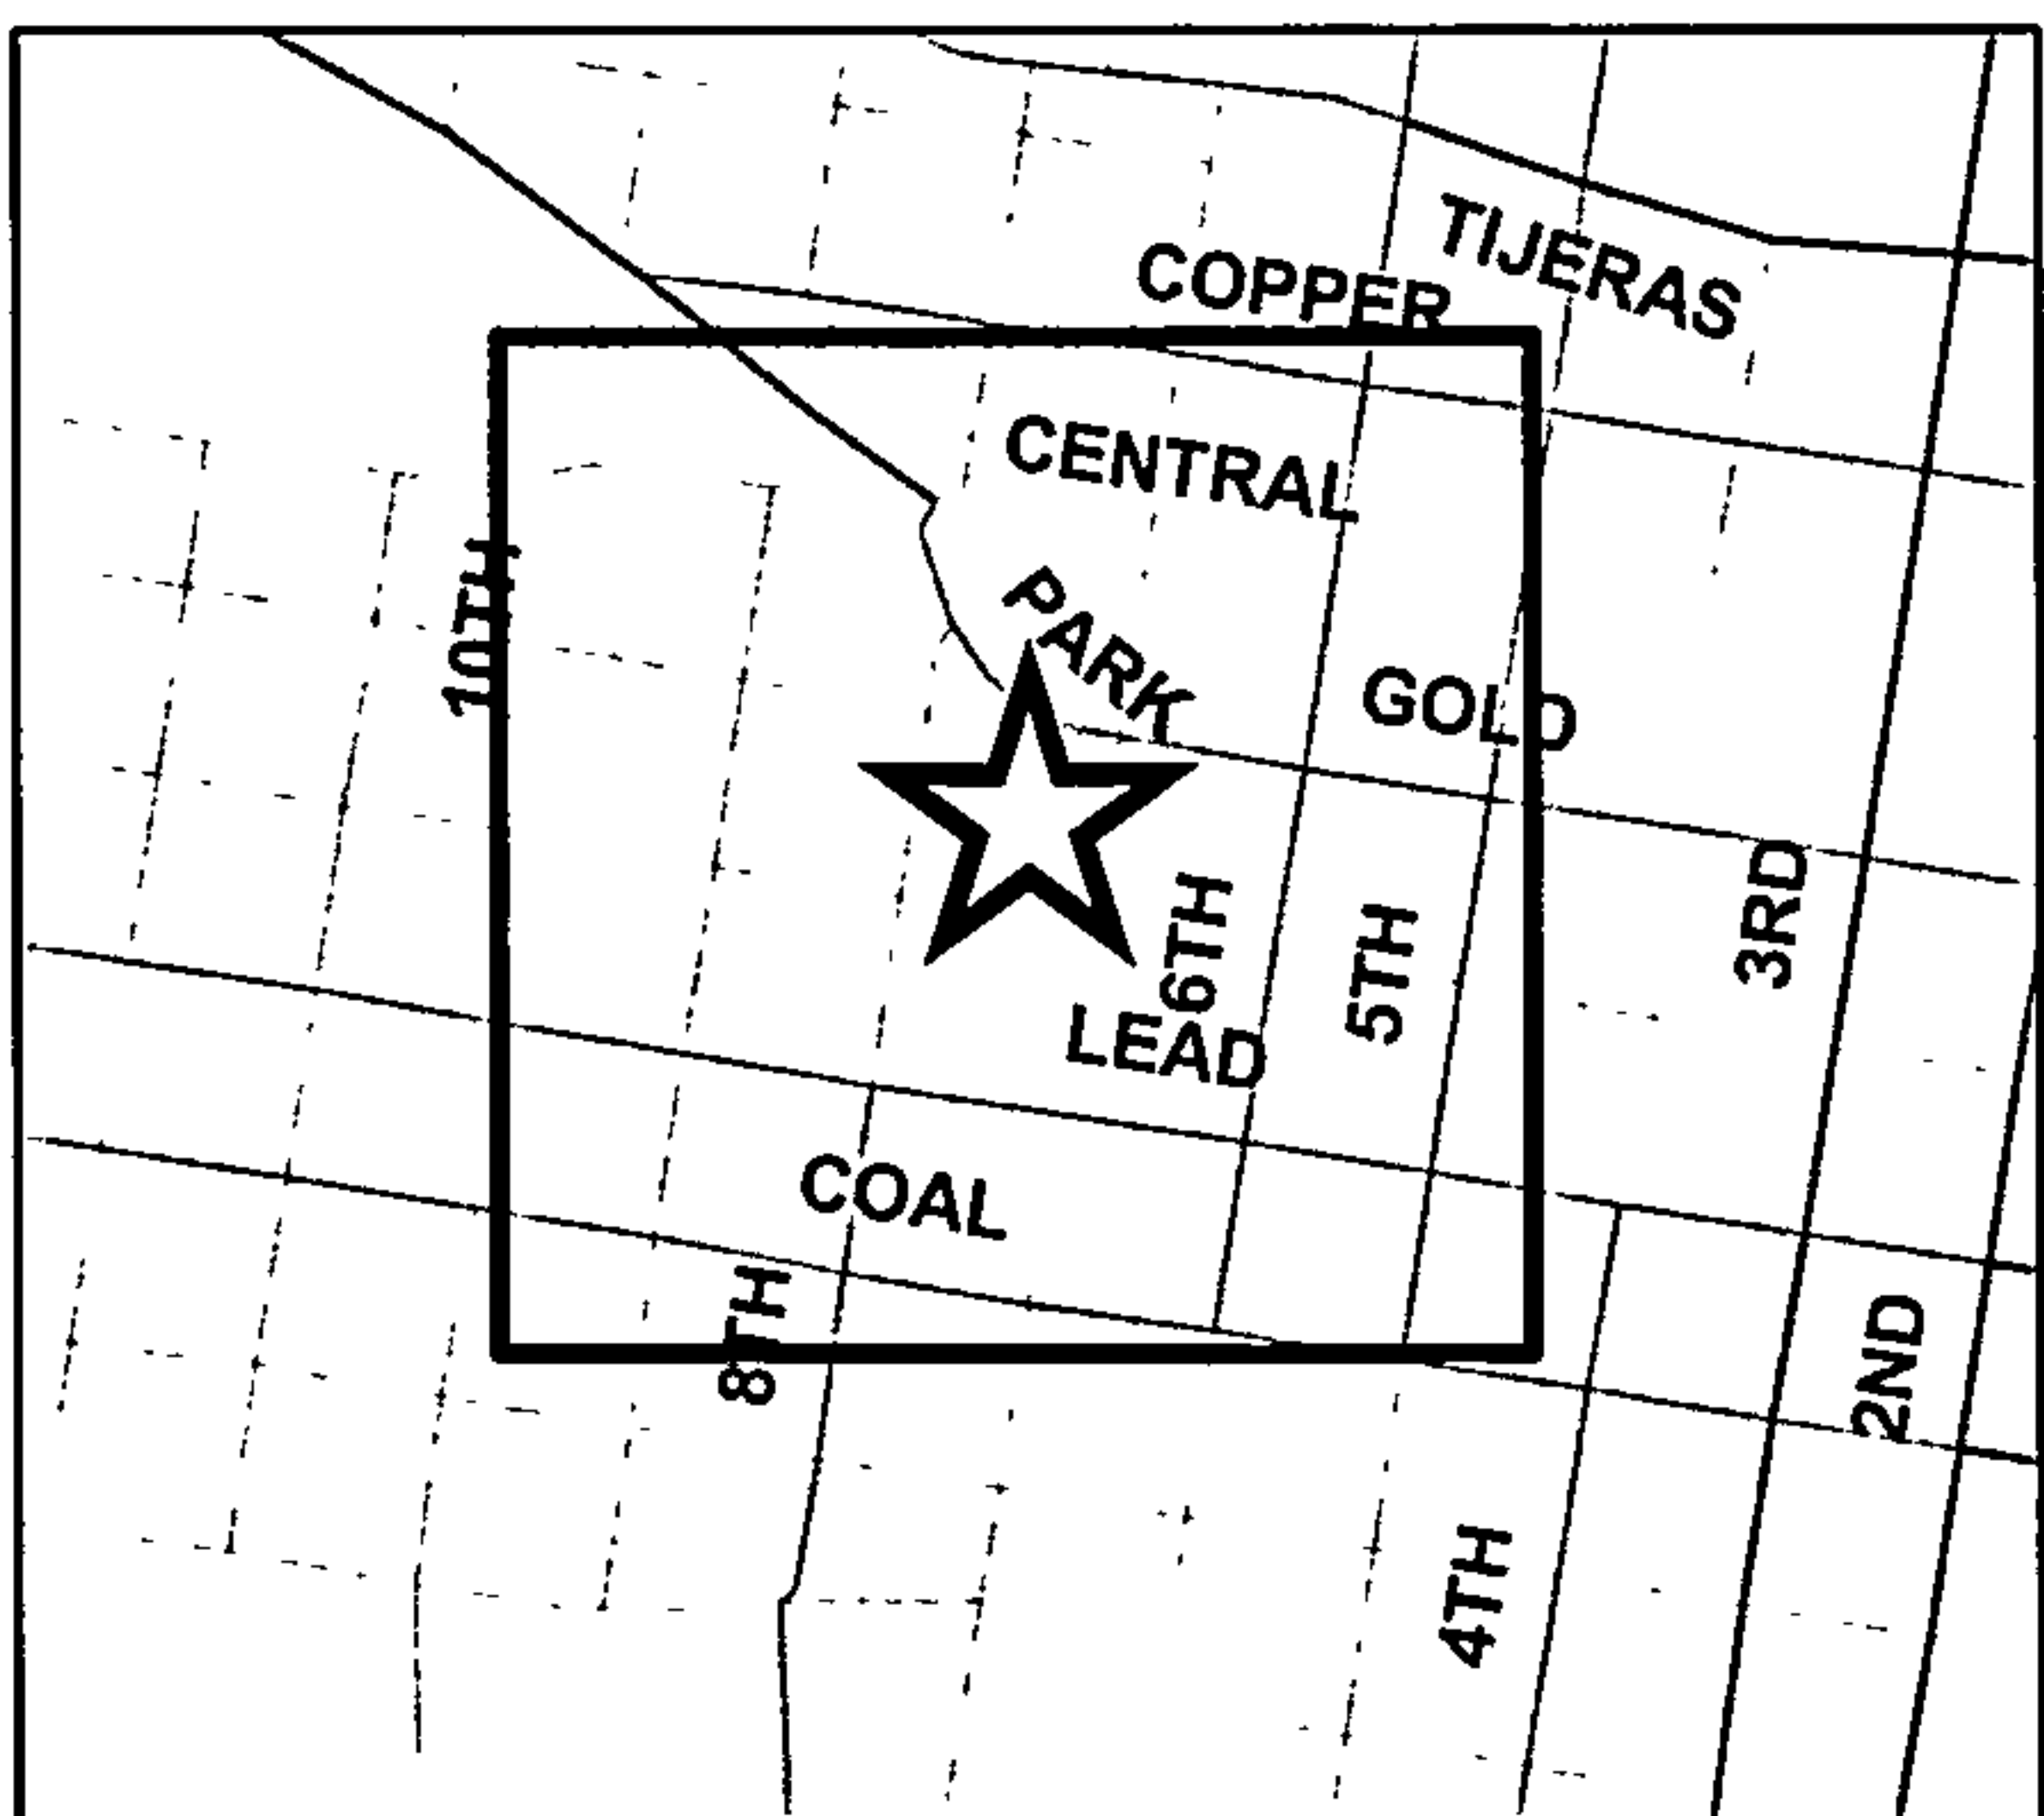 TIJERAS
COPPER
CENTRAL
10TH
PARK
GOLD
3RD
6TH
5TH
LEAD
COAL
8TH
2ND
4TH